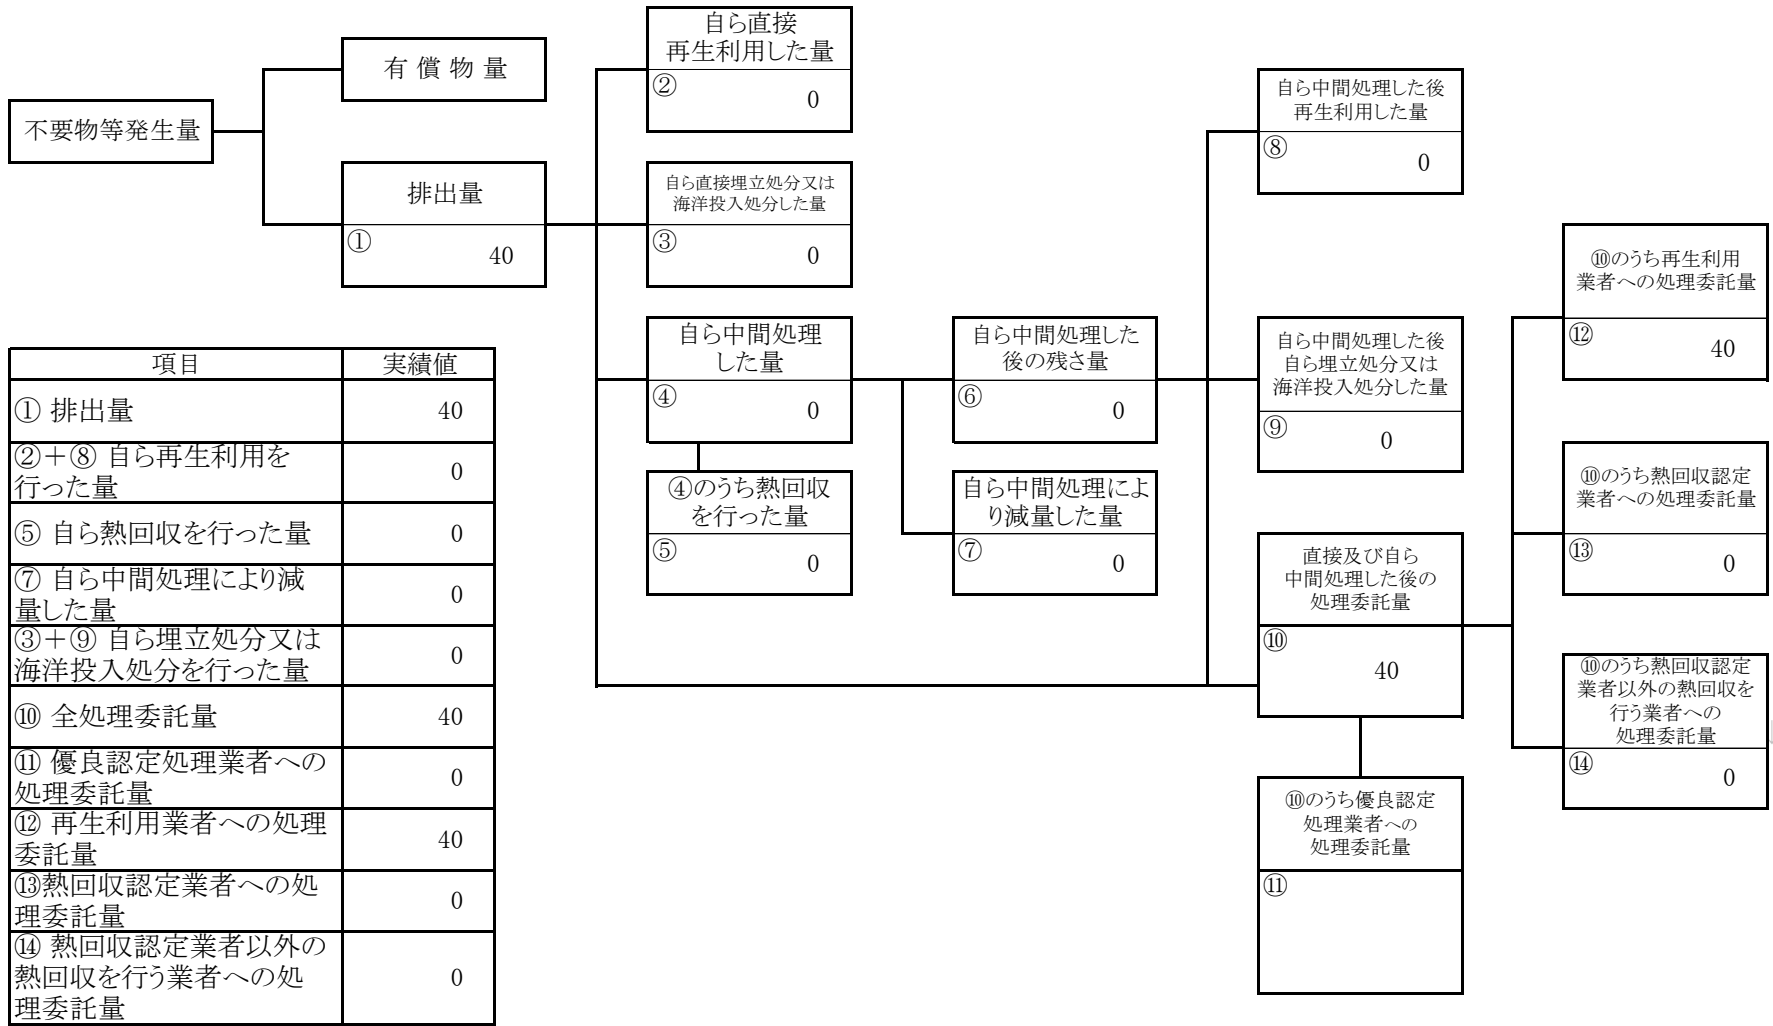 不要物等発生量
有 償 物 量
排出量
①
40
自ら直接
再生利用した量
②
0
自ら直接埋立処分又は
海洋投入処分した量
③
0
自ら中間処理
した量
④
0
④のうち熱回収
を行った量
⑤
0
自ら中間処理した
後の残さ量
⑥
0
自ら中間処理によ
り減量した量
⑦
0
自ら中間処理した後
再生利用した量
⑧
0
自ら中間処理した後
自ら埋立処分又は
海洋投入処分した量
⑨
0
直接及び自ら
中間処理した後の
処理委託量
⑩
40
⑩のうち優良認定
処理業者への
処理委託量
⑪
⑩のうち再生利用
業者への処理委託量
⑫
40
⑩のうち熱回収認定
業者への処理委託量
⑬
0
⑩のうち熱回収認定
業者以外の熱回収を
行う業者への
処理委託量
⑭
0
項目 実績値
① 排出量 40
②＋⑧ 自ら再生利用を
行った量
0
⑤ 自ら熱回収を行った量 0
⑦ 自ら中間処理により減
量した量
0
③＋⑨ 自ら埋立処分又は
海洋投入処分を行った量
0
⑩ 全処理委託量 40
⑪ 優良認定処理業者への
処理委託量
0
⑫ 再生利用業者への処理
委託量
40
⑬熱回収認定業者への処
理委託量
0
⑭ 熱回収認定業者以外の
熱回収を行う業者への処
理委託量
0